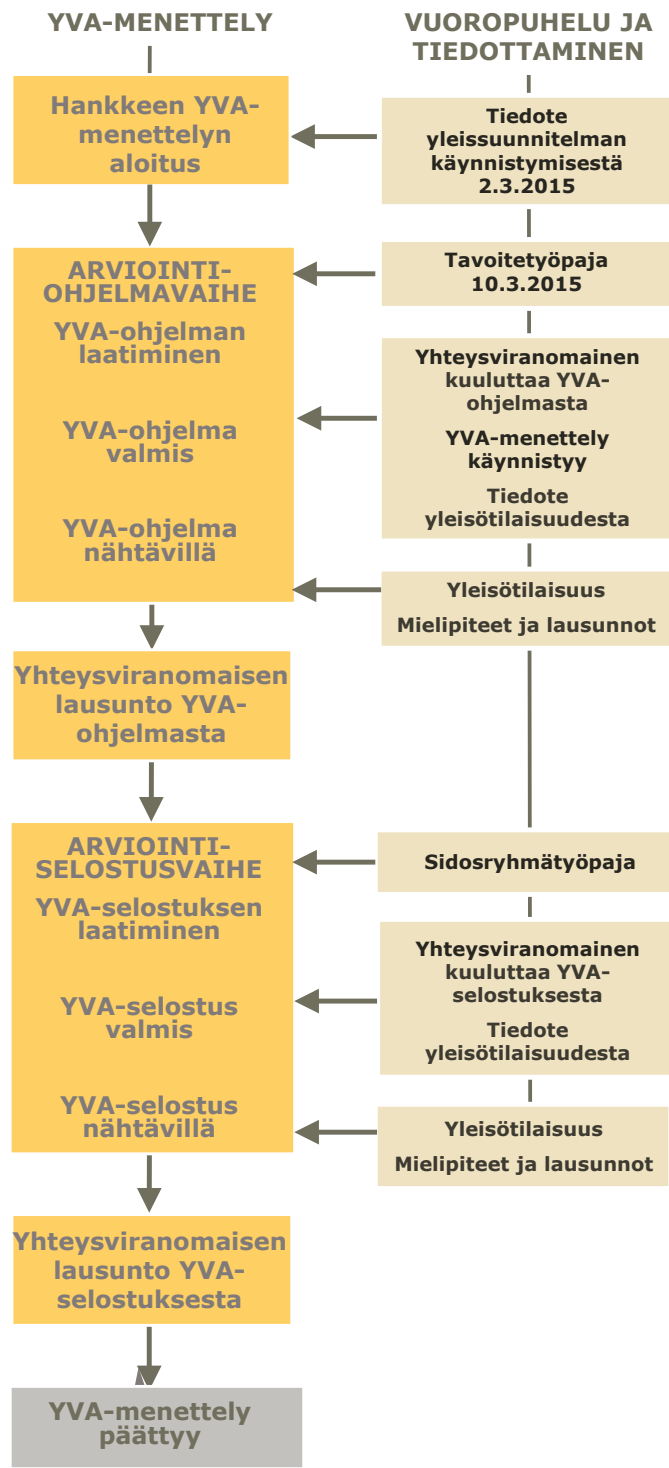 YVA-MENETTELY
Hankkeen YVA-
menettelyn
aloitus
ARVIOINTI-
OHJELMAVAIHE
YVA-ohjelman
laatiminen
YVA-ohjelma
valmis
YVA-ohjelma
nähtävillä
Yhteysviranomaisen
lausunto YVA-
ohjelmasta
ARVIOINTI-
SELOSTUSVAIHE
YVA-selostuksen
laatiminen
YVA-selostus
valmis
YVA-selostus
nähtävillä
Yhteysviranomaisen
lausunto YVA-
selostuksesta
YVA-menettely
päättyy
VUOROPUHELU JA
TIEDOTTAMINEN
Tiedote
yleissuunnitelman
käynnistymisestä
2.3.2015
Tavoitetyöpaja
10.3.2015
Yhteysviranomainen
kuuluttaa YVA-
ohjelmasta
YVA-menettely
käynnistyy
Tiedote
yleisötilaisuudesta
Yleisötilaisuus
Mielipiteet ja lausunnot
Sidosryhmätyöpaja
Yhteysviranomainen
kuuluttaa YVA-
selostuksesta
Tiedote
yleisötilaisuudesta
Yleisötilaisuus
Mielipiteet ja lausunnot